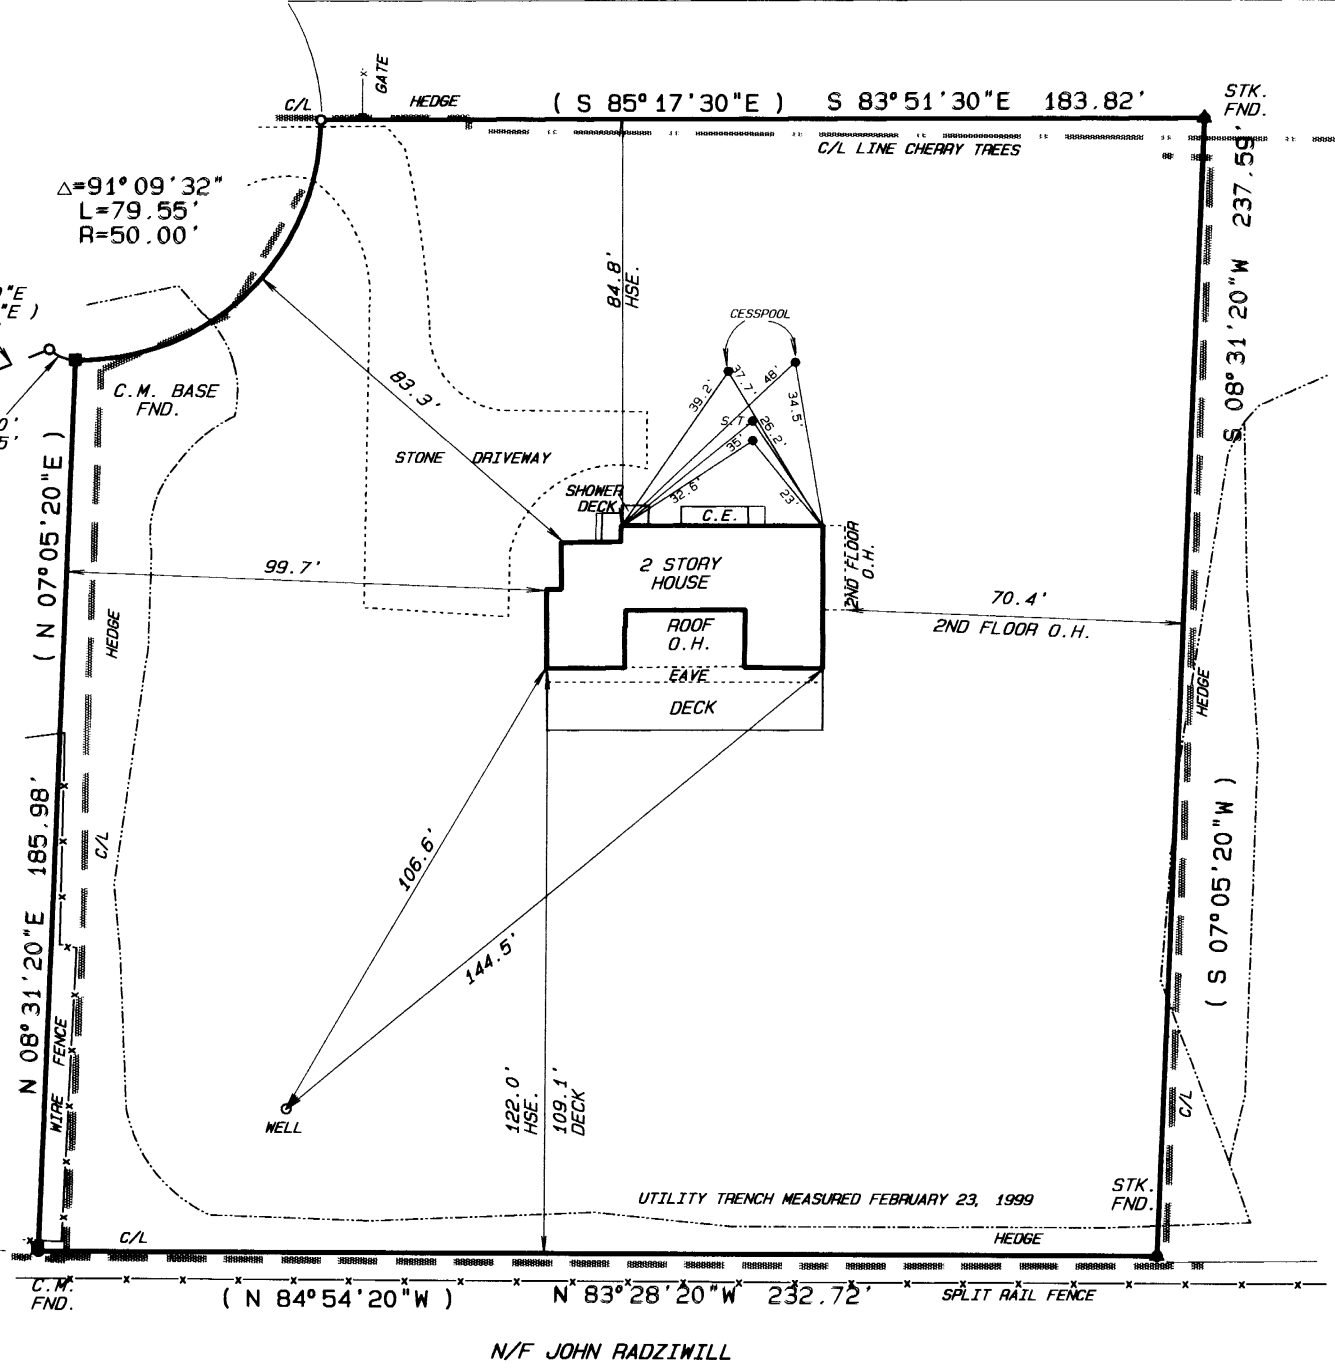 GATE
C/L
HEDGE
( S 85°17'30"E )
S 83°51'30"E 183.82'
STK.
FND.
C/L LINE CHERRY TREES
△=91°09'32"
L=79.55'
R=50.00'
S 08°31'20"W 237.59'
"E
"E )
0'
5'
84.8'
HSE.
CESSPOOL
39.2'
37.7'
48'
34.5'
S.T.
26.2'
35'
32.6'
23'
83.3'
C.M. BASE
FND.
STONE DRIVEWAY
SHOWER
DECK
C.E.
2 STORY
HOUSE
2ND FLOOR
O.H.
99.7'
70.4'
2ND FLOOR O.H.
ROOF
O.H.
EAVE
DECK
( N 07°05'20"E )
HEDGE
HEDGE
C/L
N 08°31'20"E 185.98'
106.6'
144.5'
( S 07°05'20"W )
WIRE FENCE
WELL
122.0'
HSE.
109.1'
DECK
C/L
UTILITY TRENCH MEASURED FEBRUARY 23, 1999
STK.
FND.
C/L
HEDGE
C.M.
FND.
( N 84°54'20"W )
N 83°28'20"W 232.72'
SPLIT RAIL FENCE
N/F JOHN RADZIWILL